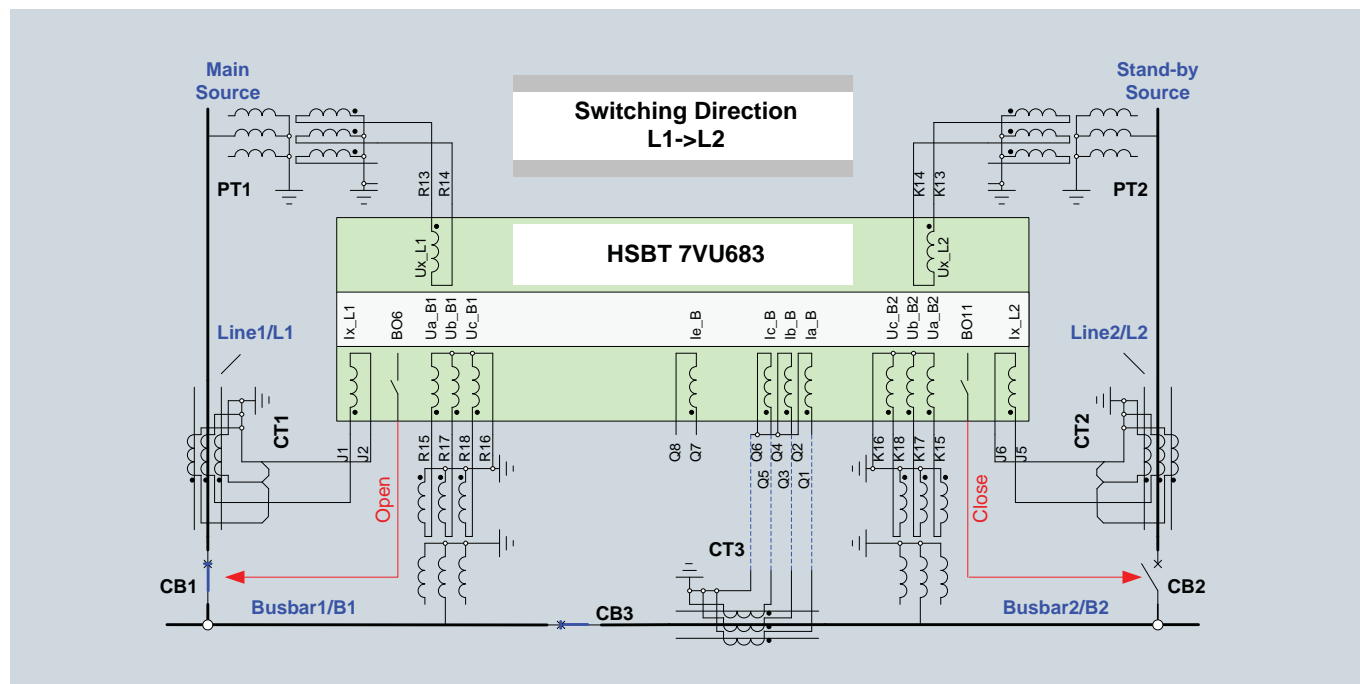 Main
Source
Stand-by
Source
Switching Direction
L1->L2
PT1
PT2
R13
R14
K14
K13
HSBT 7VU683
Ux_L1
Ux_L2
Ix_L1
BO6
Ua_B1
Ub_B1
Uc_B1
Ie_B
Ic_B
Ib_B
Ia_B
Uc_B2
Ub_B2
Ua_B2
BO11
Ix_L2
Line1/L1
Line2/L2
CT1
CT2
J1
J2
R15
R17
R18
R16
Q8
Q7
Q6
Q5
Q4
Q3
Q2
Q1
K16
K18
K17
K15
J6
J5
Open
Close
CT3
CB1
Busbar1/B1
CB3
Busbar2/B2
CB2